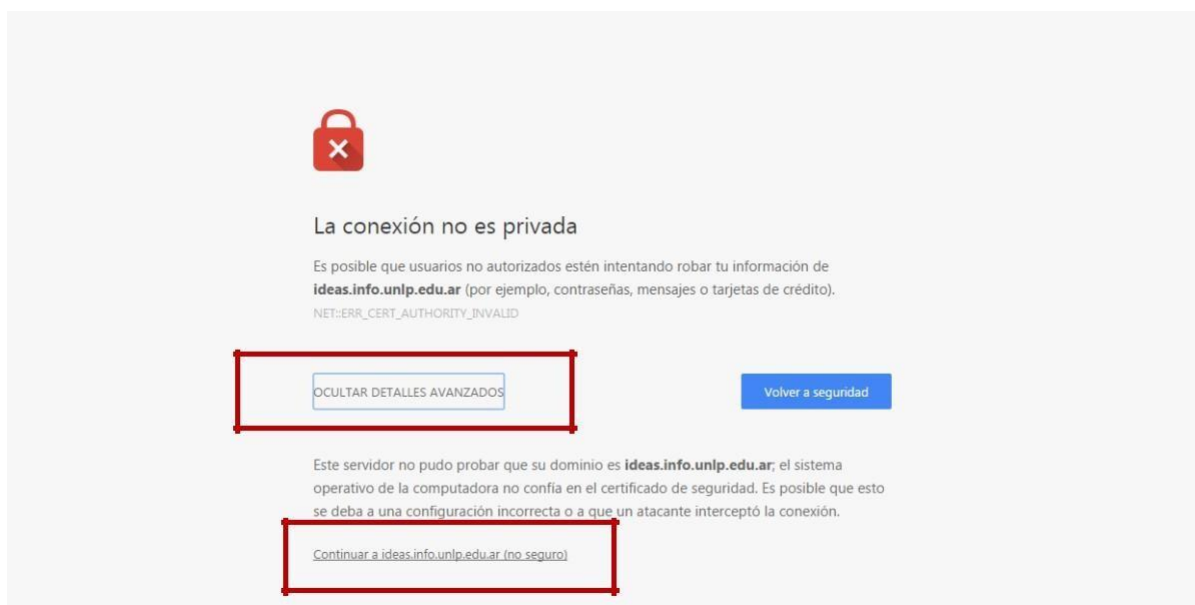 La conexión no es privada
Es posible que usuarios no autorizados estén intentando robar tu información de
ideas.info.unlp.edu.ar (por ejemplo, contraseñas, mensajes o tarjetas de crédito).
NET::ERR_CERT_AUTHORITY_INVALID
OCULTAR DETALLES AVANZADOS
Volver a seguridad
Este servidor no pudo probar que su dominio es ideas.info.unlp.edu.ar; el sistema
operativo de la computadora no confía en el certificado de seguridad. Es posible que esto
se deba a una configuración incorrecta o a que un atacante interceptó la conexión.
Continuar a ideas.info.unlp.edu.ar (no seguro)